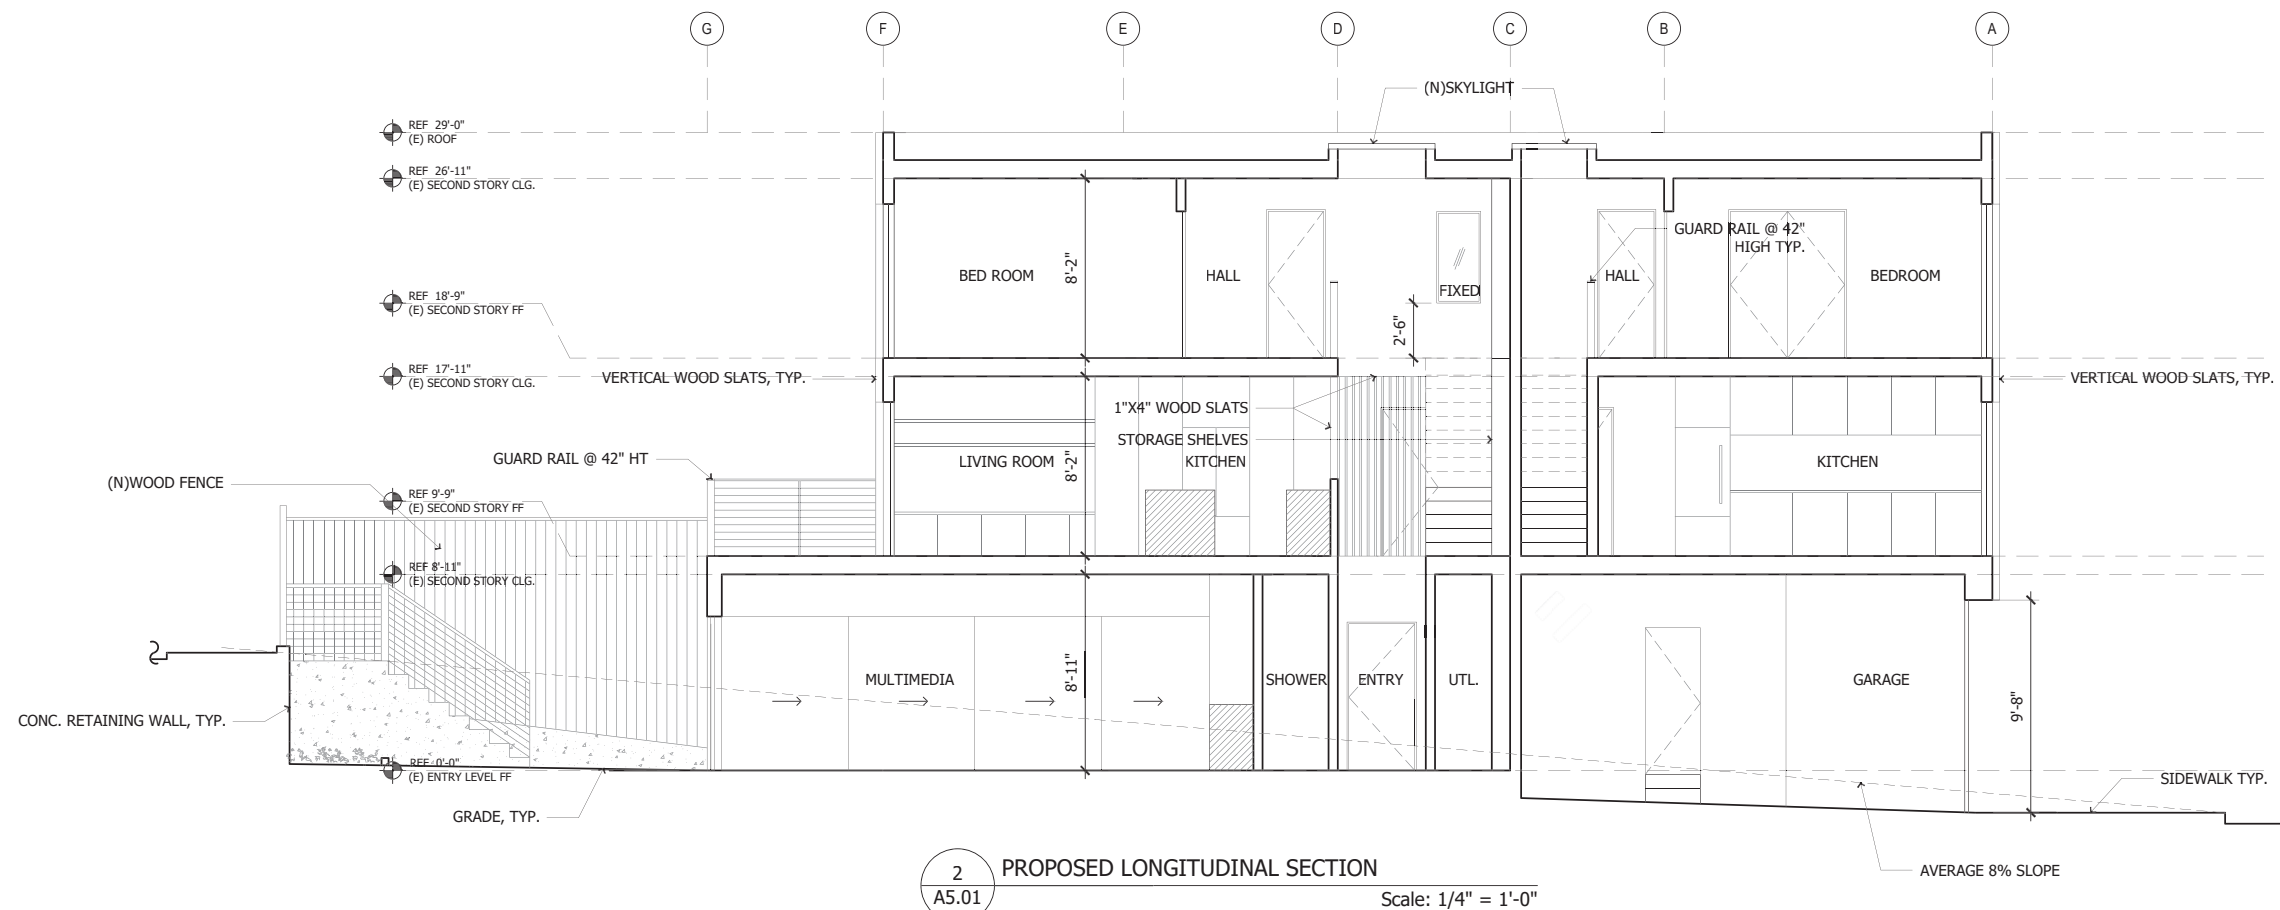 G
F
E
D
C
B
A
(N)SKYLIGHT
REF 29'-0"
(E) ROOF
REF 26'-11"
(E) SECOND STORY CLG.
GUARD RAIL @ 42"
HIGH TYP.
BED ROOM
8'-2"
HALL
FIXED
HALL
BEDROOM
REF 18'-9"
(E) SECOND STORY FF
2'-6"
REF 17'-11"
(E) SECOND STORY CLG.
VERTICAL WOOD SLATS, TYP.
VERTICAL WOOD SLATS, TYP.
1"X4" WOOD SLATS
STORAGE SHELVES
GUARD RAIL @ 42" HT
LIVING ROOM
8'-2"
KITCHEN
KITCHEN
(N)WOOD FENCE
REF 9'-9"
(E) SECOND STORY FF
REF 8'-11"
(E) SECOND STORY CLG.
MULTIMEDIA
8'-11"
SHOWER
ENTRY
UTL.
GARAGE
9'-8"
CONC. RETAINING WALL, TYP.
REF 0'-0"
(E) ENTRY LEVEL FF
SIDEWALK TYP.
GRADE, TYP.
AVERAGE 8% SLOPE
2
A5.01
PROPOSED LONGITUDINAL SECTION
Scale: 1/4" = 1'-0"